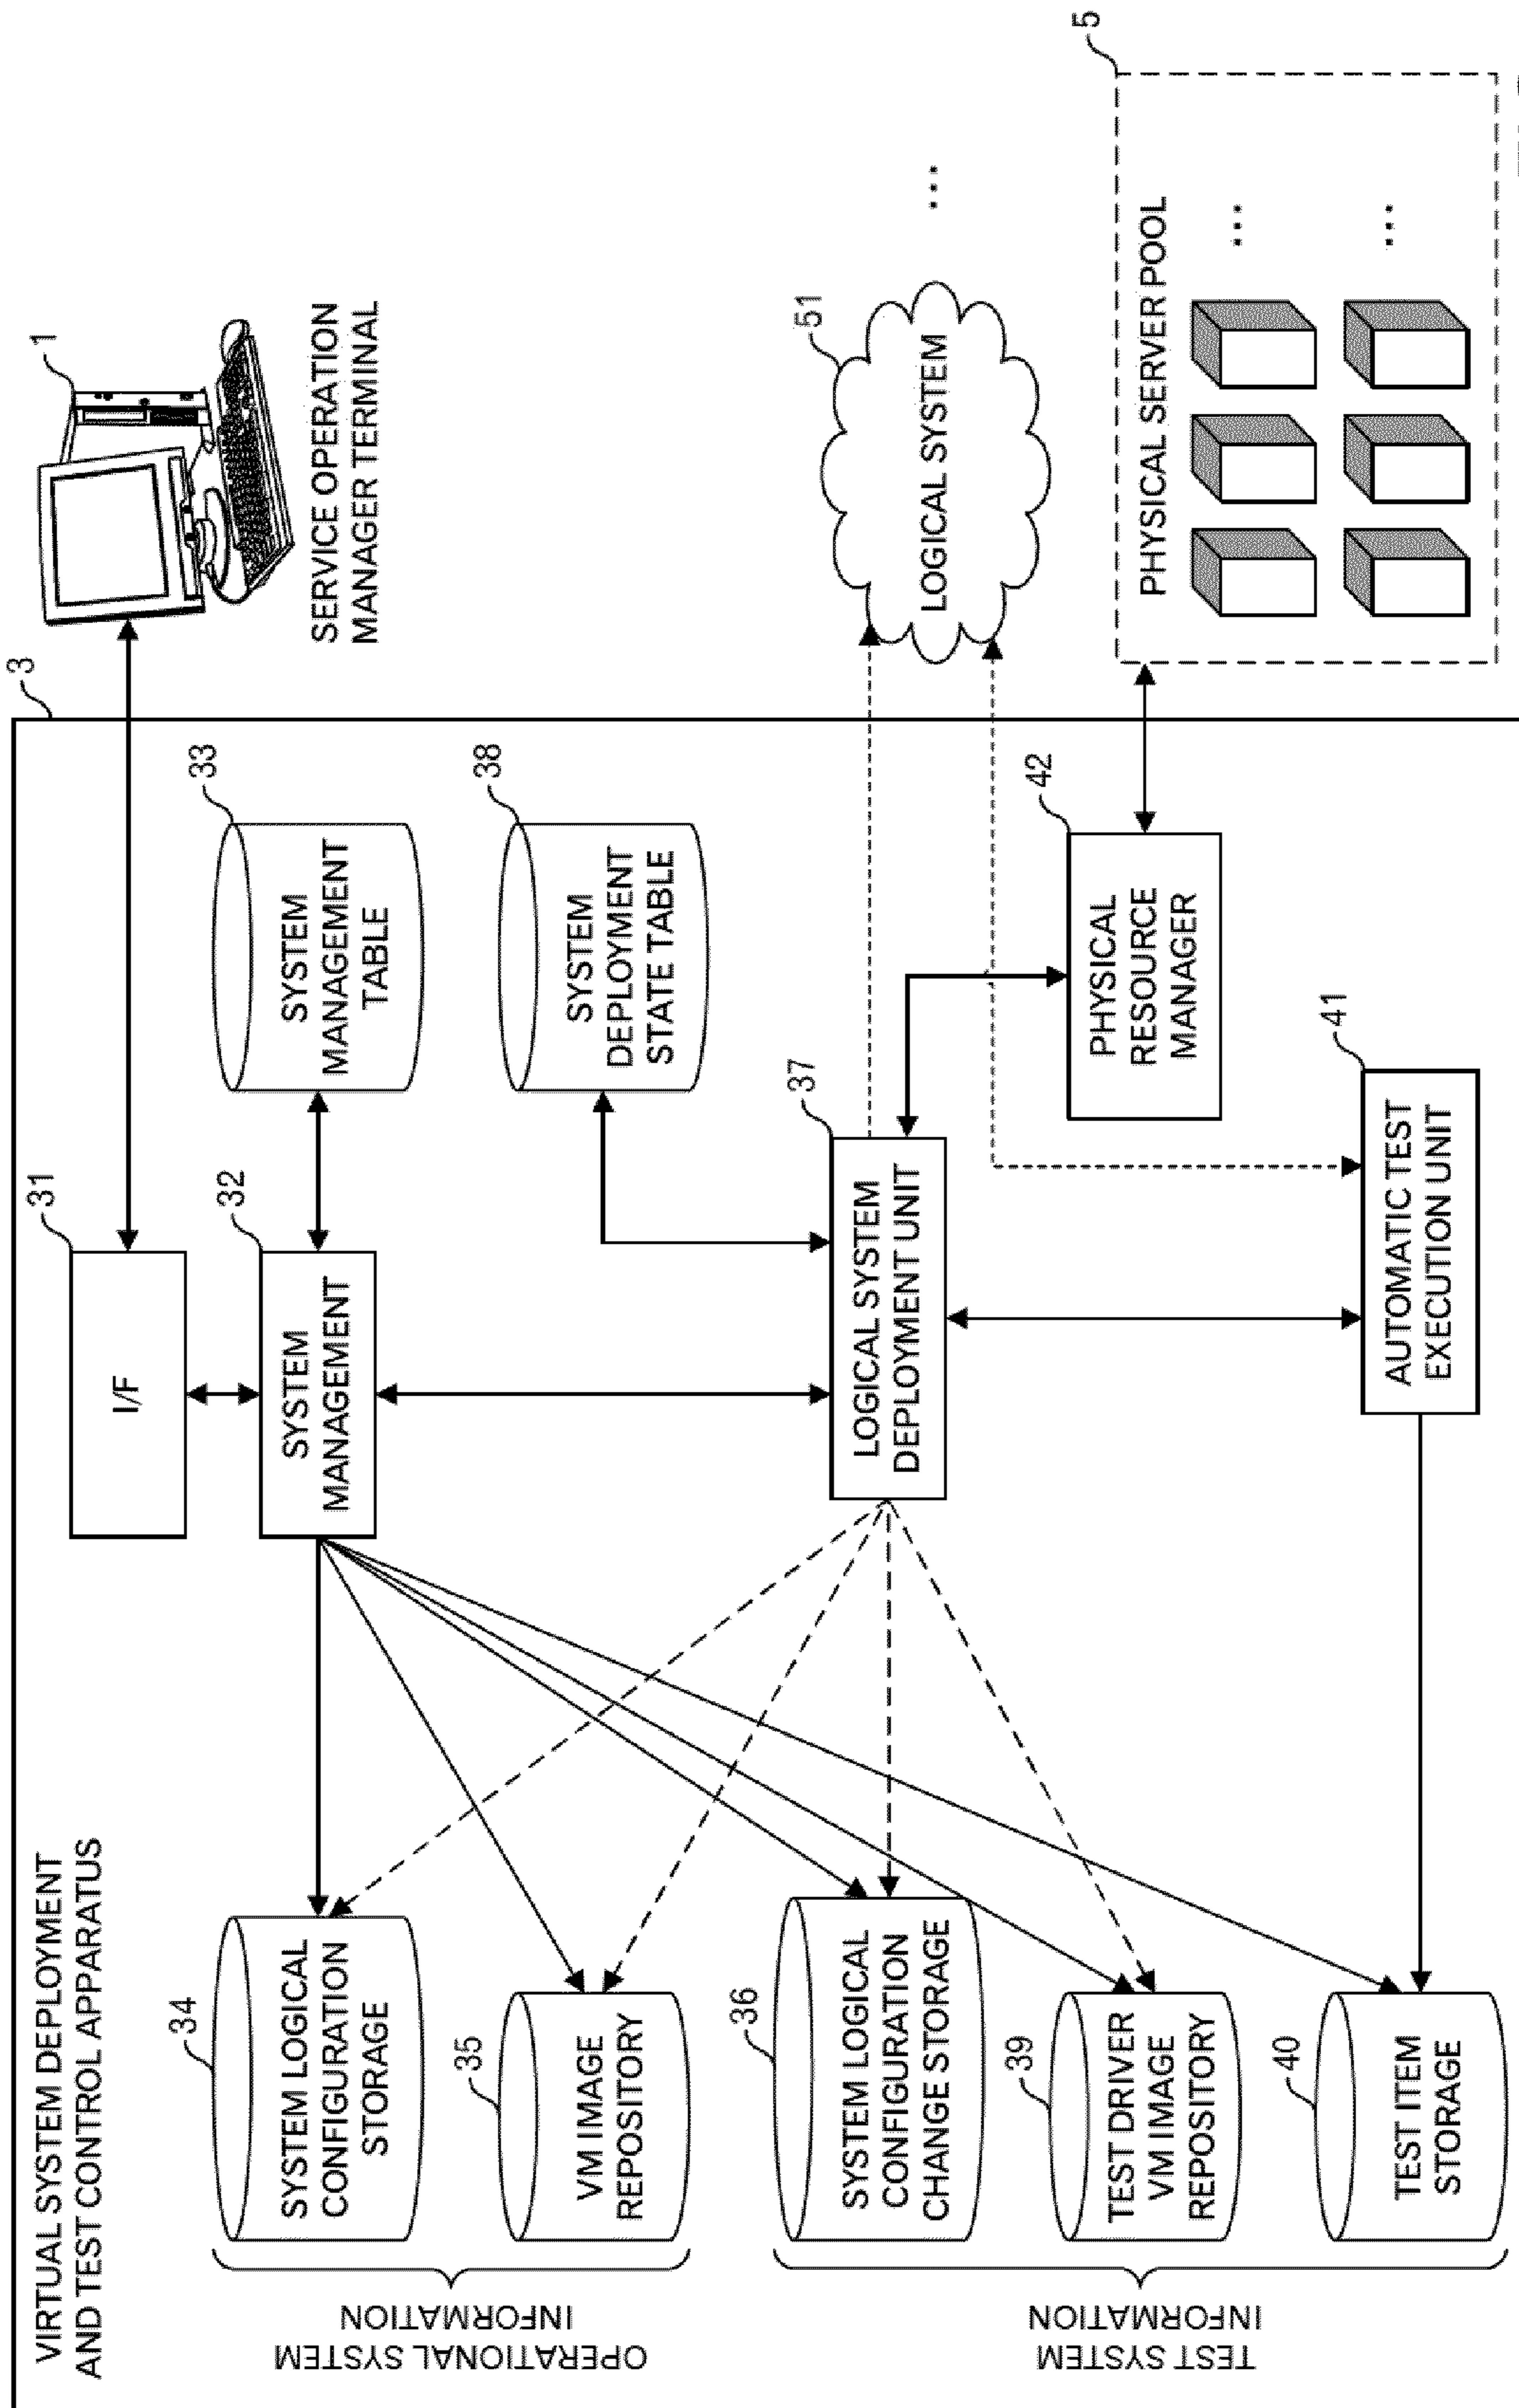 VIRTUAL SYSTEM DEPLOYMENT
AND TEST CONTROL APPARATUS
3
1
SERVICE OPERATION
MANAGER TERMINAL
31
I/F
32
SYSTEM
MANAGEMENT
33
SYSTEM
MANAGEMENT
TABLE
38
SYSTEM
DEPLOYMENT
STATE TABLE
OPERATIONAL SYSTEM
INFORMATION
34
SYSTEM LOGICAL
CONFIGURATION
STORAGE
35
VM IMAGE
REPOSITORY
TEST SYSTEM
INFORMATION
36
SYSTEM LOGICAL
CONFIGURATION
CHANGE STORAGE
39
TEST DRIVER
VM IMAGE
REPOSITORY
40
TEST ITEM
STORAGE
37
LOGICAL SYSTEM
DEPLOYMENT UNIT
51
LOGICAL SYSTEM
...
42
PHYSICAL
RESOURCE
MANAGER
41
AUTOMATIC TEST
EXECUTION UNIT
5
PHYSICAL SERVER POOL
...
...